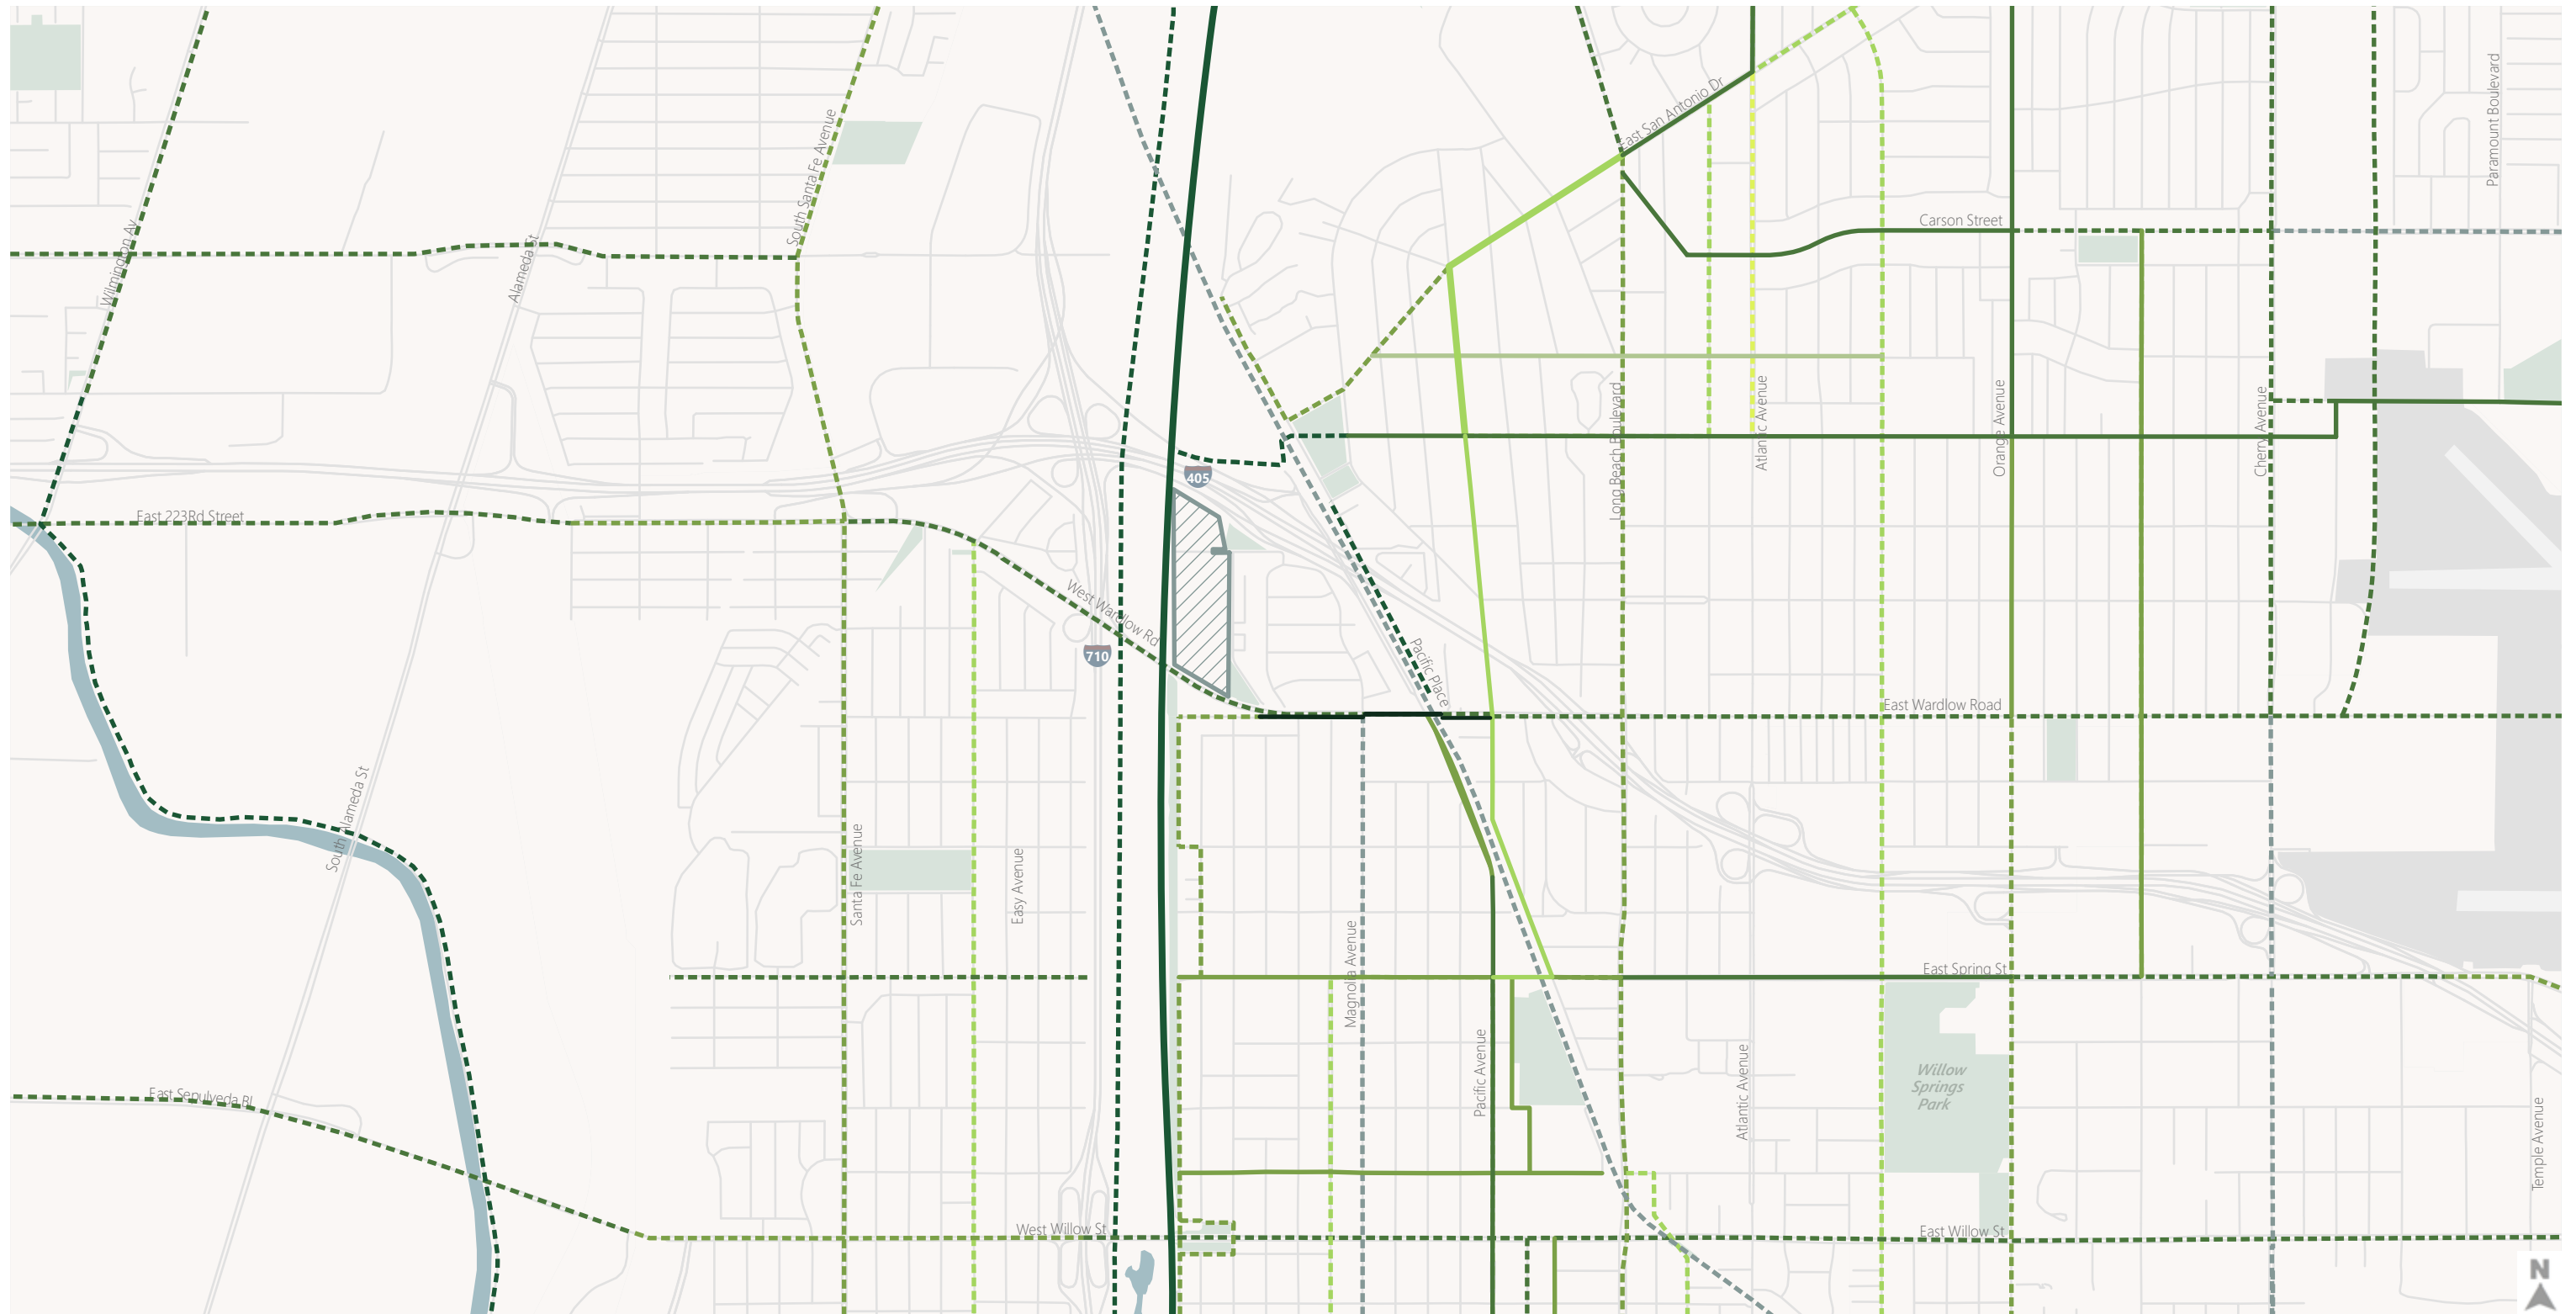 Paramount Boulevard
East San Antonio Dr
South Santa Fe Avenue
Carson Street
Wilmington Av
Alameda St
Long Beach Boulevard
Atlantic Avenue
Orange Avenue
Cherry Avenue
405
East 223Rd Street
West Wardlow Rd
710
Pacific Place
East Wardlow Road
South Alameda St
Santa Fe Avenue
Easy Avenue
Magnolia Avenue
East Spring St
Pacific Avenue
Atlantic Avenue
Willow
Springs
Park
East Sepulveda Bl
Temple Avenue
West Willow St
East Willow St
N